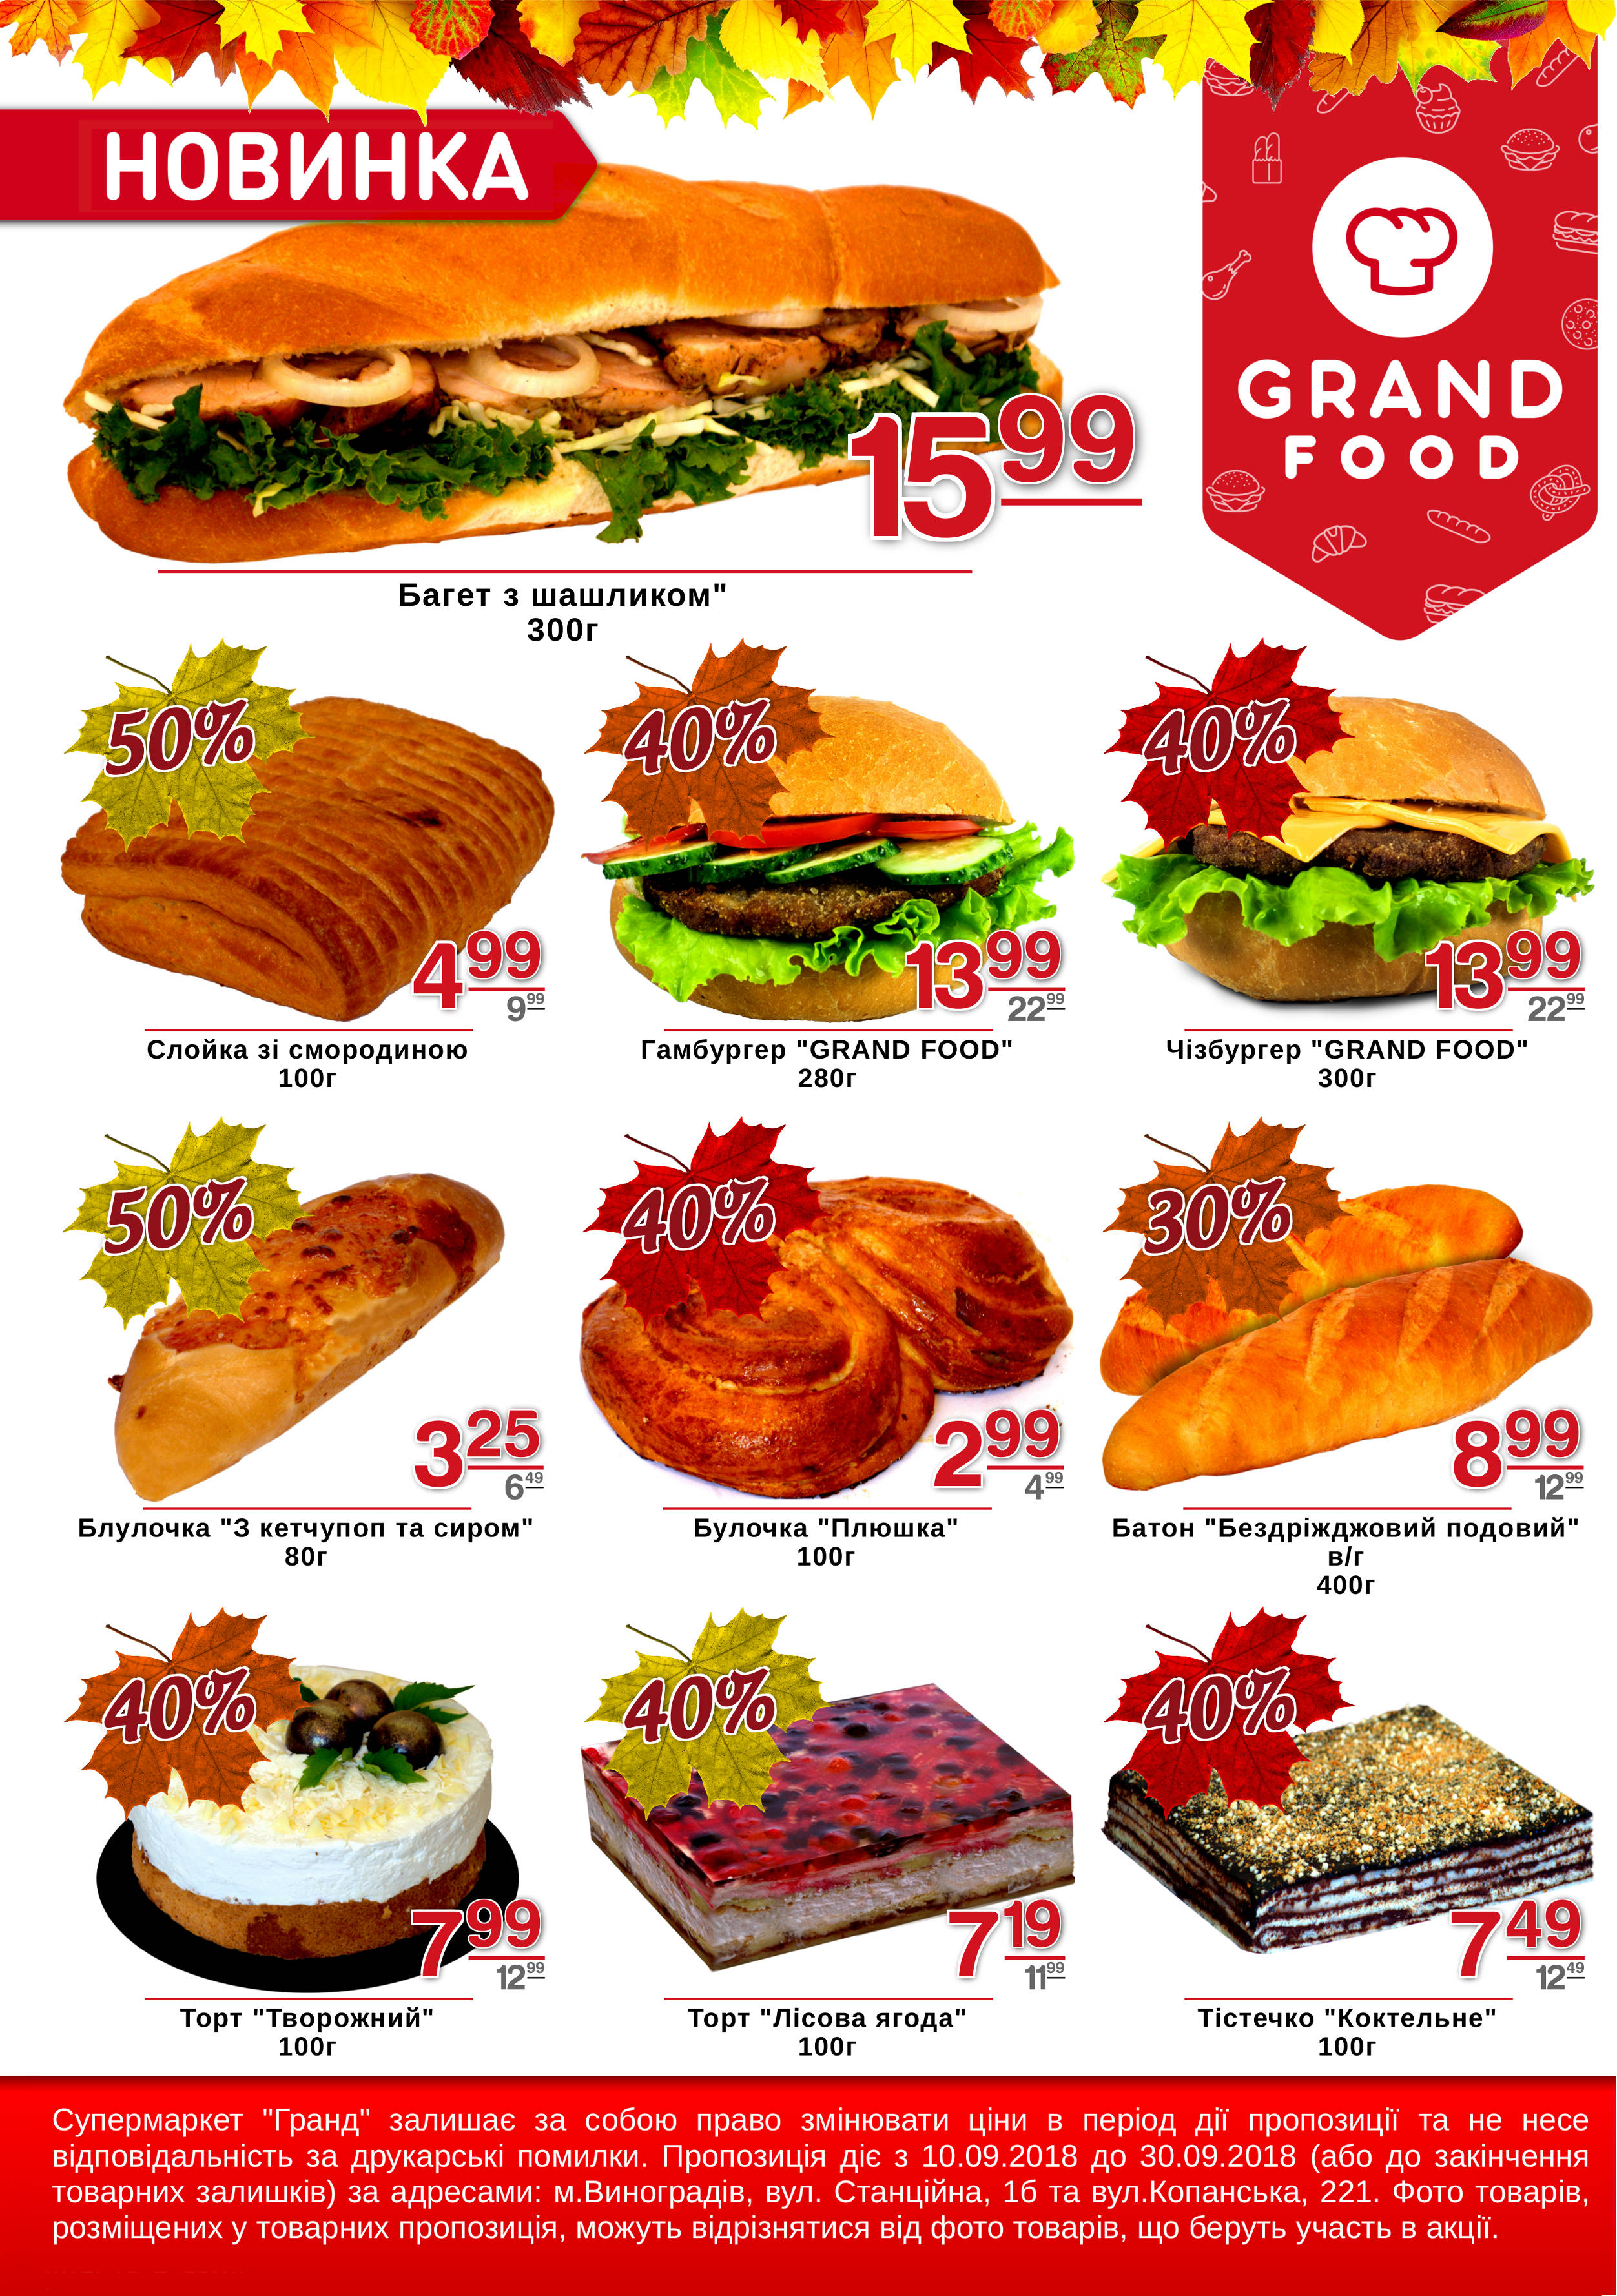 НОВИНКА
GRAND
FOOD
15 99
Багет з шашликом"
300г
50%
4 99
9 99
Слойка зі смородиною
100г
40%
13 99
22 99
Гамбургер "GRAND FOOD"
280г
40%
13 99
22 99
Чізбургер "GRAND FOOD"
300г
50%
3 25
6 49
Блулочка "З кетчупоп та сиром"
80г
40%
2 99
4 99
Булочка "Плюшка"
100г
30%
8 99
12 99
Батон "Бездріжджовий подовий"
в/г
400г
40%
7 99
12 99
Торт "Творожний"
100г
40%
7 19
11 99
Торт "Лісова ягода"
100г
40%
7 49
12 49
Тістечко "Коктельне"
100г
Супермаркет "Гранд" залишає за собою право змінювати ціни в період дії пропозиції та не несе
відповідальність за друкарські помилки. Пропозиція діє з 10.09.2018 до 30.09.2018 (або до закінчення
товарних залишків) за адресами: м.Виноградів, вул. Станційна, 1б та вул.Копанська, 221. Фото товарів,
розміщених у товарних пропозиція, можуть відрізнятися від фото товарів, що беруть участь в акції.